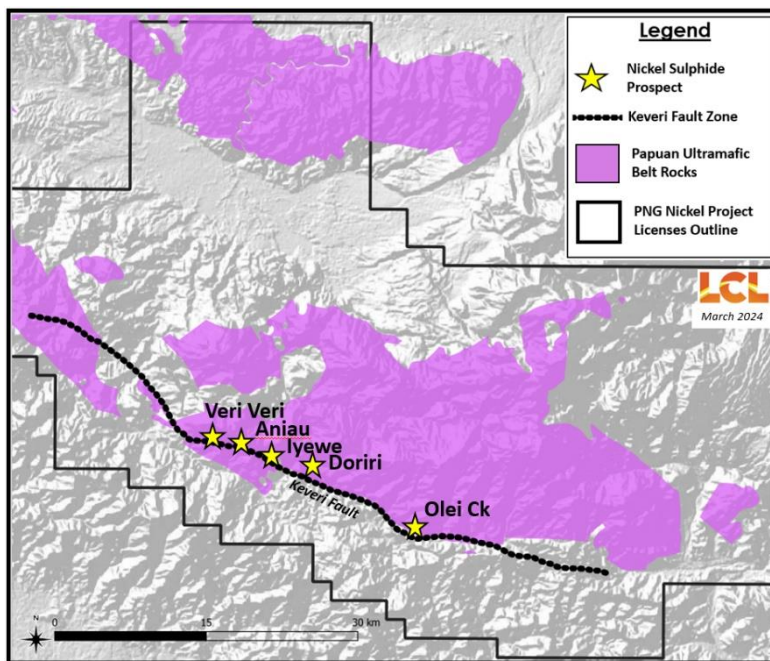 Legend
Nickel Sulphide
Prospect
Keveri Fault Zone
Papuan Ultramafic
Belt Rocks
PNG Nickel Project
Licenses Outline
LCL
March 2024
Veri Veri
Aniau
Iyewe
Doriri
Keveri Fault
Olei Ck
N
0 15 30 km